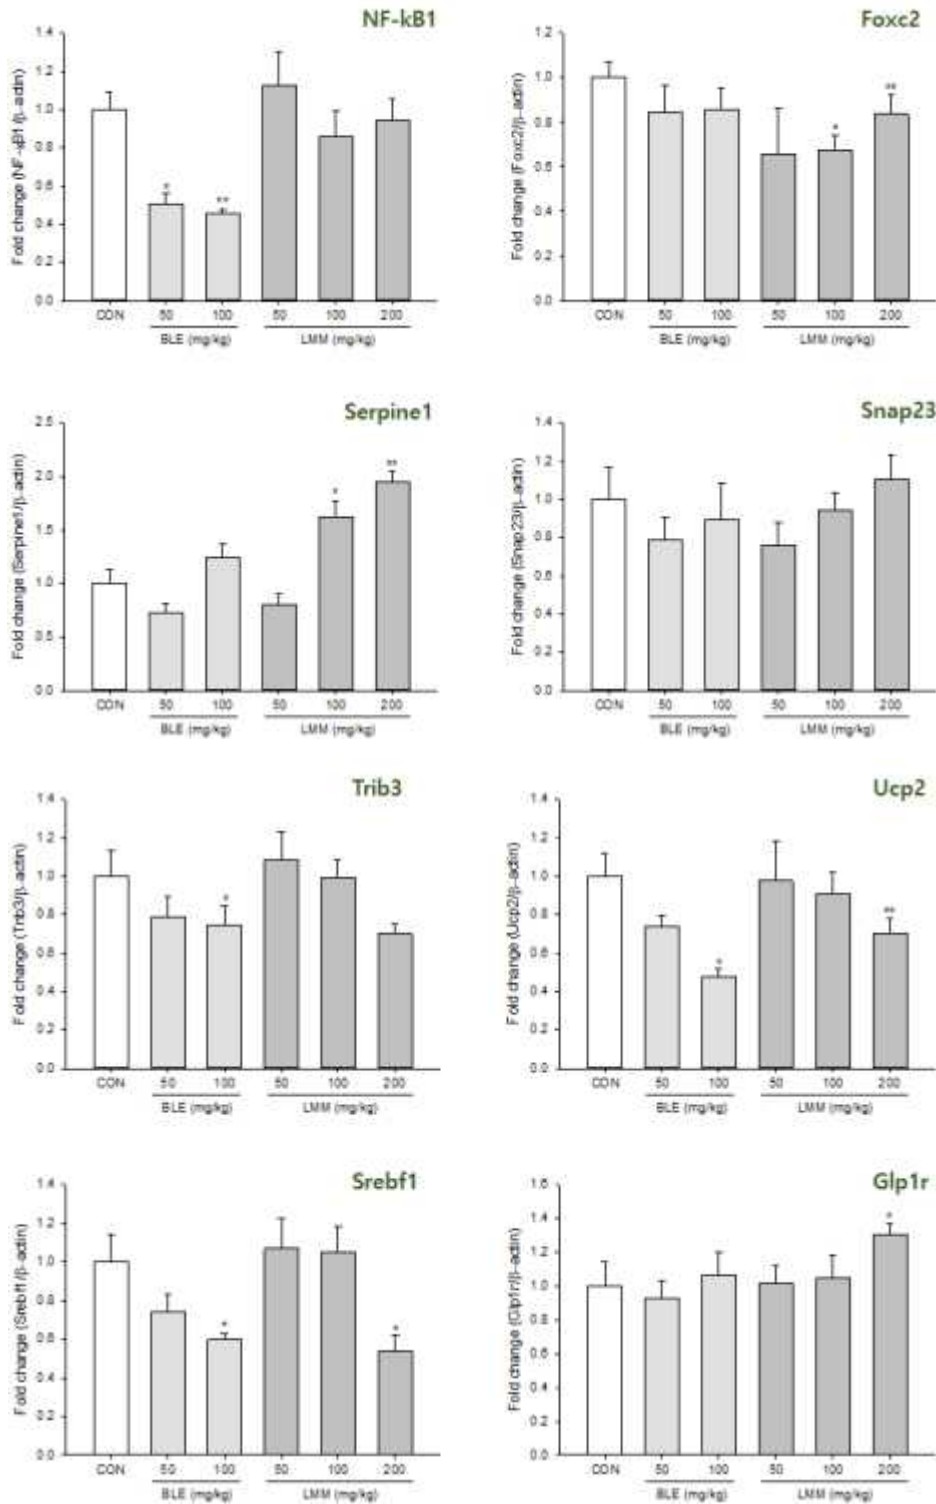 NF-kB1
Fold change (NF-κB1/β-actin)
1.4
1.2
1.0
0.8
0.6
0.4
0.2
0.0
*
**
CON 50 100 50 100 200
BLE (mg/kg) LMM (mg/kg)
Foxc2
Fold change (Foxc2/β-actin)
1.2
1.0
0.8
0.6
0.4
0.2
0.0
*
**
CON 50 100 50 100 200
BLE (mg/kg) LMM (mg/kg)
Serpine1
Fold change (Serpine1/β-actin)
2.5
2.0
1.5
1.0
0.5
0.0
*
**
CON 50 100 50 100 200
BLE (mg/kg) LMM (mg/kg)
Snap23
Fold change (Snap23/β-actin)
1.4
1.2
1.0
0.8
0.6
0.4
0.2
0.0
CON 50 100 50 100 200
BLE (mg/kg) LMM (mg/kg)
Trib3
Fold change (Trib3/β-actin)
1.4
1.2
1.0
0.8
0.6
0.4
0.2
0.0
*
CON 50 100 50 100 200
BLE (mg/kg) LMM (mg/kg)
Ucp2
Fold change (Ucp2/β-actin)
1.4
1.2
1.0
0.8
0.6
0.4
0.2
0.0
*
**
CON 50 100 50 100 200
BLE (mg/kg) LMM (mg/kg)
Srebf1
Fold change (Srebf1/β-actin)
1.4
1.2
1.0
0.8
0.6
0.4
0.2
0.0
*
*
CON 50 100 50 100 200
BLE (mg/kg) LMM (mg/kg)
Glp1r
Fold change (Glp1r/β-actin)
1.6
1.4
1.2
1.0
0.8
0.6
0.4
0.2
0.0
*
CON 50 100 50 100 200
BLE (mg/kg) LMM (mg/kg)